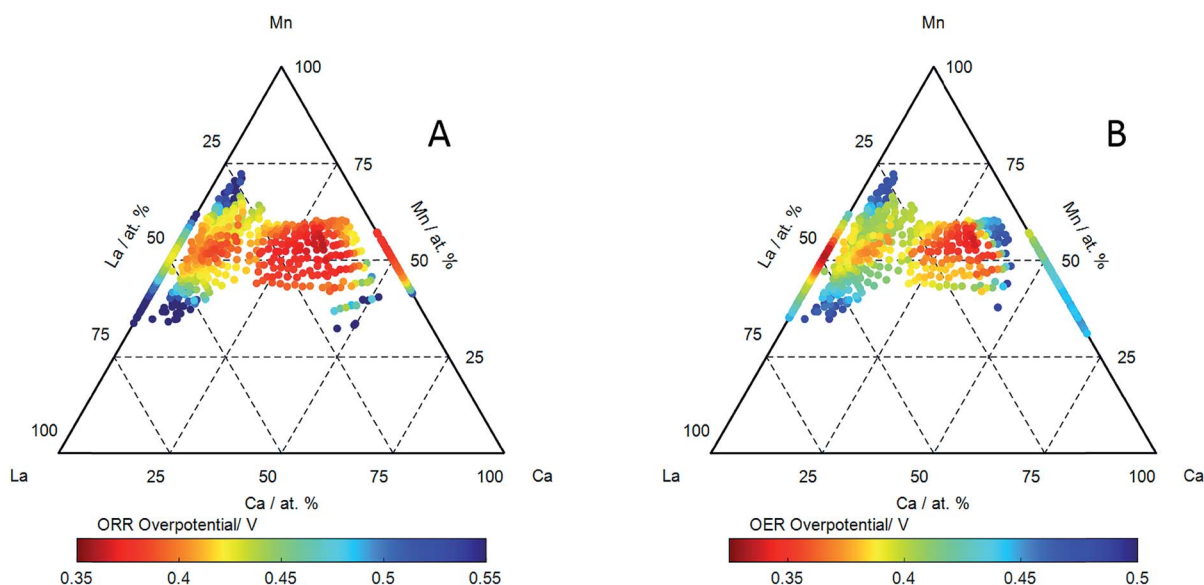 Mn
Mn
100
100
A
B
25
25
75
75
La / at. %
Mn / at. %
La / at. %
Mn / at. %
50
50
50
50
75
75
25
25
100
100
La
25
50
75
100
Ca
La
25
50
75
100
Ca
Ca / at. %
Ca / at. %
ORR Overpotential/ V
OER Overpotential/ V
0.35
0.4
0.45
0.5
0.55
0.35
0.4
0.45
0.5